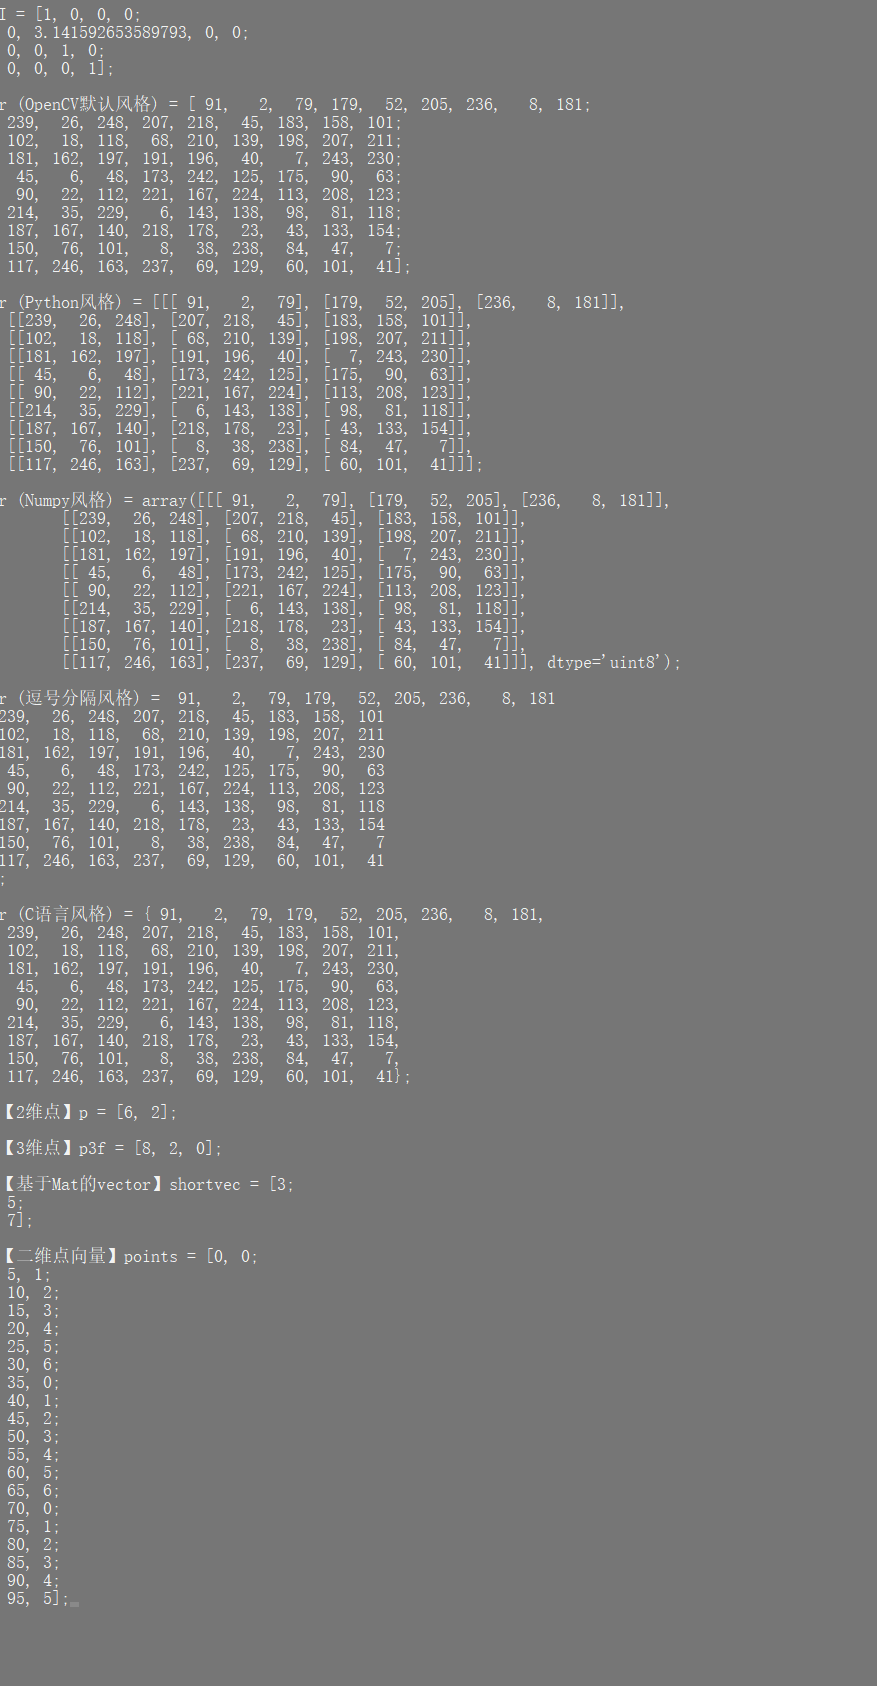 I = [1, 0, 0, 0;
 0, 3.141592653589793, 0, 0;
 0, 0, 1, 0;
 0, 0, 0, 1];

r (OpenCV默认风格) = [ 91,   2,  79, 179,  52, 205, 236,   8, 181;
 239,  26, 248, 207, 218,  45, 183, 158, 101;
 102,  18, 118,  68, 210, 139, 198, 207, 211;
 181, 162, 197, 191, 196,  40,   7, 243, 230;
  45,   6,  48, 173, 242, 125, 175,  90,  63;
  90,  22, 112, 221, 167, 224, 113, 208, 123;
 214,  35, 229,   6, 143, 138,  98,  81, 118;
 187, 167, 140, 218, 178,  23,  43, 133, 154;
 150,  76, 101,   8,  38, 238,  84,  47,   7;
 117, 246, 163, 237,  69, 129,  60, 101,  41];

r (Python风格) = [[[ 91,   2,  79], [179,  52, 205], [236,   8, 181]],
 [[239,  26, 248], [207, 218,  45], [183, 158, 101]],
 [[102,  18, 118], [ 68, 210, 139], [198, 207, 211]],
 [[181, 162, 197], [191, 196,  40], [  7, 243, 230]],
 [[ 45,   6,  48], [173, 242, 125], [175,  90,  63]],
 [[ 90,  22, 112], [221, 167, 224], [113, 208, 123]],
 [[214,  35, 229], [  6, 143, 138], [ 98,  81, 118]],
 [[187, 167, 140], [218, 178,  23], [ 43, 133, 154]],
 [[150,  76, 101], [  8,  38, 238], [ 84,  47,   7]],
 [[117, 246, 163], [237,  69, 129], [ 60, 101,  41]]];

r (Numpy风格) = array([[[ 91,   2,  79], [179,  52, 205], [236,   8, 181]],
       [[239,  26, 248], [207, 218,  45], [183, 158, 101]],
       [[102,  18, 118], [ 68, 210, 139], [198, 207, 211]],
       [[181, 162, 197], [191, 196,  40], [  7, 243, 230]],
       [[ 45,   6,  48], [173, 242, 125], [175,  90,  63]],
       [[ 90,  22, 112], [221, 167, 224], [113, 208, 123]],
       [[214,  35, 229], [  6, 143, 138], [ 98,  81, 118]],
       [[187, 167, 140], [218, 178,  23], [ 43, 133, 154]],
       [[150,  76, 101], [  8,  38, 238], [ 84,  47,   7]],
       [[117, 246, 163], [237,  69, 129], [ 60, 101,  41]]], dtype='uint8');

r (逗号分隔风格) =  91,   2,  79, 179,  52, 205, 236,   8, 181
239,  26, 248, 207, 218,  45, 183, 158, 101
102,  18, 118,  68, 210, 139, 198, 207, 211
181, 162, 197, 191, 196,  40,   7, 243, 230
 45,   6,  48, 173, 242, 125, 175,  90,  63
 90,  22, 112, 221, 167, 224, 113, 208, 123
214,  35, 229,   6, 143, 138,  98,  81, 118
187, 167, 140, 218, 178,  23,  43, 133, 154
150,  76, 101,   8,  38, 238,  84,  47,   7
117, 246, 163, 237,  69, 129,  60, 101,  41
;

r (C语言风格) = { 91,   2,  79, 179,  52, 205, 236,   8, 181,
 239,  26, 248, 207, 218,  45, 183, 158, 101,
 102,  18, 118,  68, 210, 139, 198, 207, 211,
 181, 162, 197, 191, 196,  40,   7, 243, 230,
  45,   6,  48, 173, 242, 125, 175,  90,  63,
  90,  22, 112, 221, 167, 224, 113, 208, 123,
 214,  35, 229,   6, 143, 138,  98,  81, 118,
 187, 167, 140, 218, 178,  23,  43, 133, 154,
 150,  76, 101,   8,  38, 238,  84,  47,   7,
 117, 246, 163, 237,  69, 129,  60, 101,  41};

【2维点】p = [6, 2];

【3维点】p3f = [8, 2, 0];

【基于Mat的vector】shortvec = [3;
 5;
 7];

【二维点向量】points = [0, 0;
 5, 1;
 10, 2;
 15, 3;
 20, 4;
 25, 5;
 30, 6;
 35, 0;
 40, 1;
 45, 2;
 50, 3;
 55, 4;
 60, 5;
 65, 6;
 70, 0;
 75, 1;
 80, 2;
 85, 3;
 90, 4;
 95, 5];